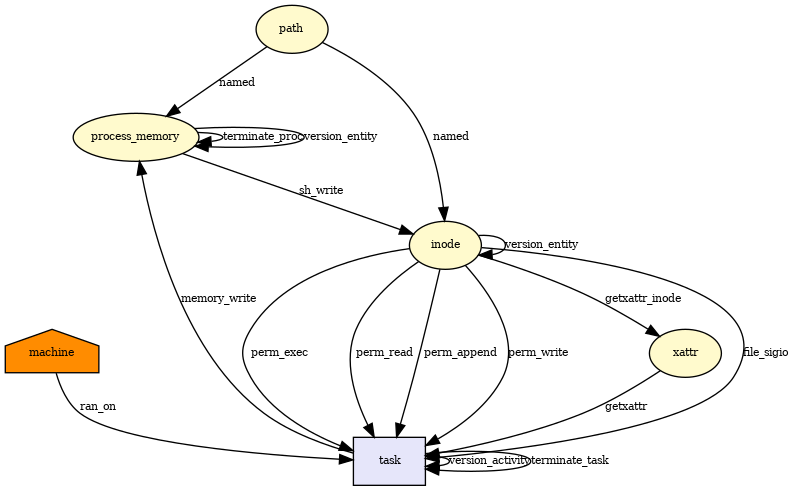 path
named
process_memory
terminate_proc
version_entity
named
sh_write
inode
version_entity
memory_write
getxattr_inode
machine
perm_exec
perm_read
perm_append
perm_write
xattr
file_sigio
ran_on
getxattr
task
version_activity
terminate_task